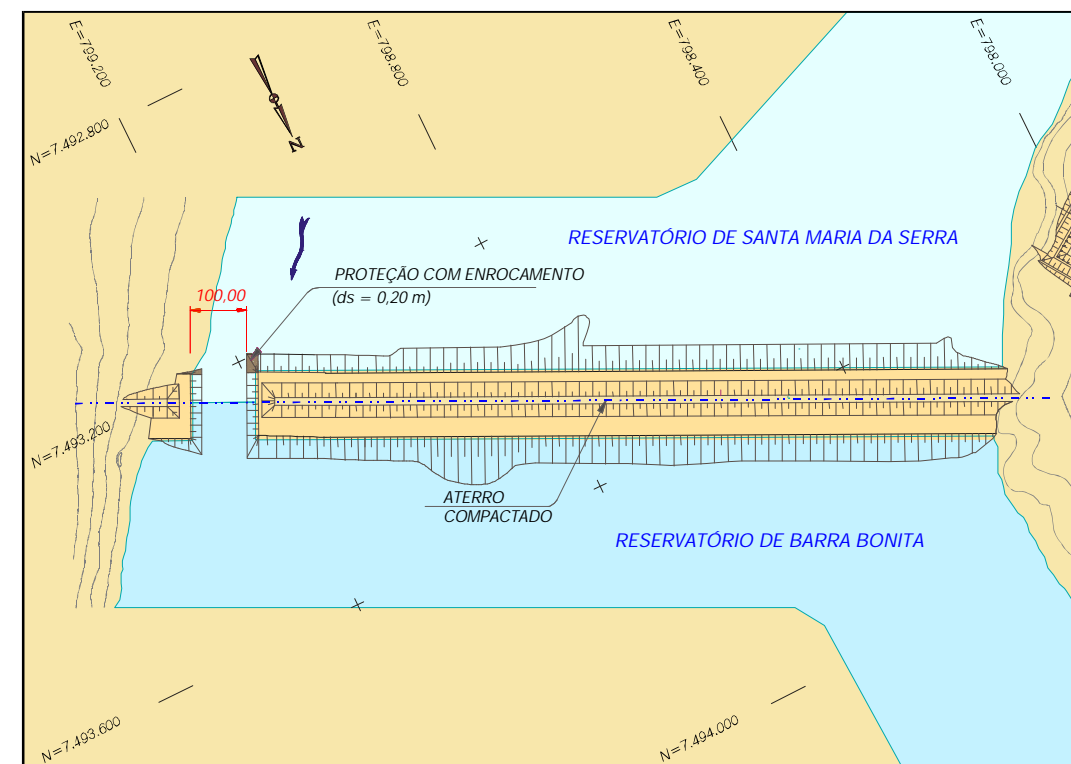 E=799.200
E=798.800
E=798.400
E=798.000
N=7.492.800
N
RESERVATÓRIO DE SANTA MARIA DA SERRA
PROTEÇÃO COM ENROCAMENTO
(ds = 0,20 m)
100,00
N=7.493.200
ATERRO
COMPACTADO
RESERVATÓRIO DE BARRA BONITA
N=7.493.600
N=7.494.000